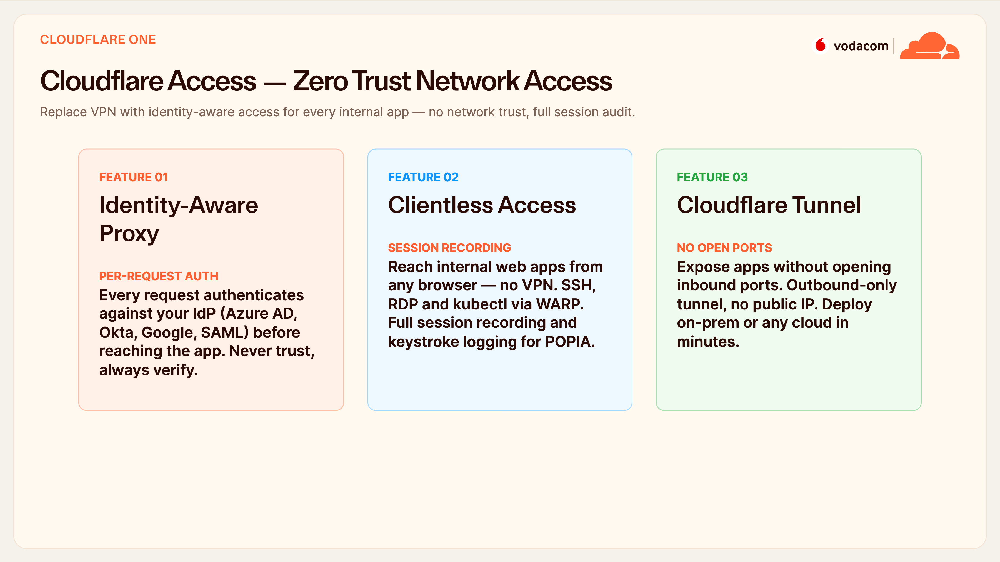 CLOUDFLARE ONE
vodacom
Cloudflare Access — Zero Trust Network Access
Replace VPN with identity-aware access for every internal app — no network trust, full session audit.
FEATURE 01
Identity-Aware
Proxy
PER-REQUEST AUTH
Every request authenticates
against your IdP (Azure AD,
Okta, Google, SAML) before
reaching the app. Never trust,
always verify.
FEATURE 02
Clientless Access
SESSION RECORDING
Reach internal web apps from
any browser — no VPN. SSH,
RDP and kubectl via WARP.
Full session recording and
keystroke logging for POPIA.
FEATURE 03
Cloudflare Tunnel
NO OPEN PORTS
Expose apps without opening
inbound ports. Outbound-only
tunnel, no public IP. Deploy
on-prem or any cloud in
minutes.